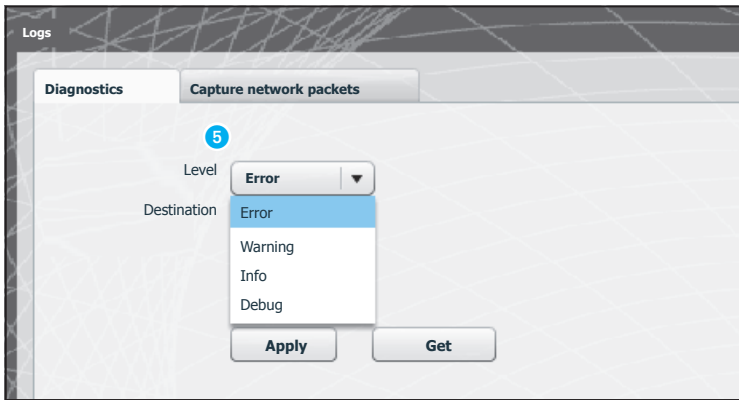 Logs
Diagnostics Capture network packets
5
Level Error
Destination Error
Warning
Info
Debug
Apply Get